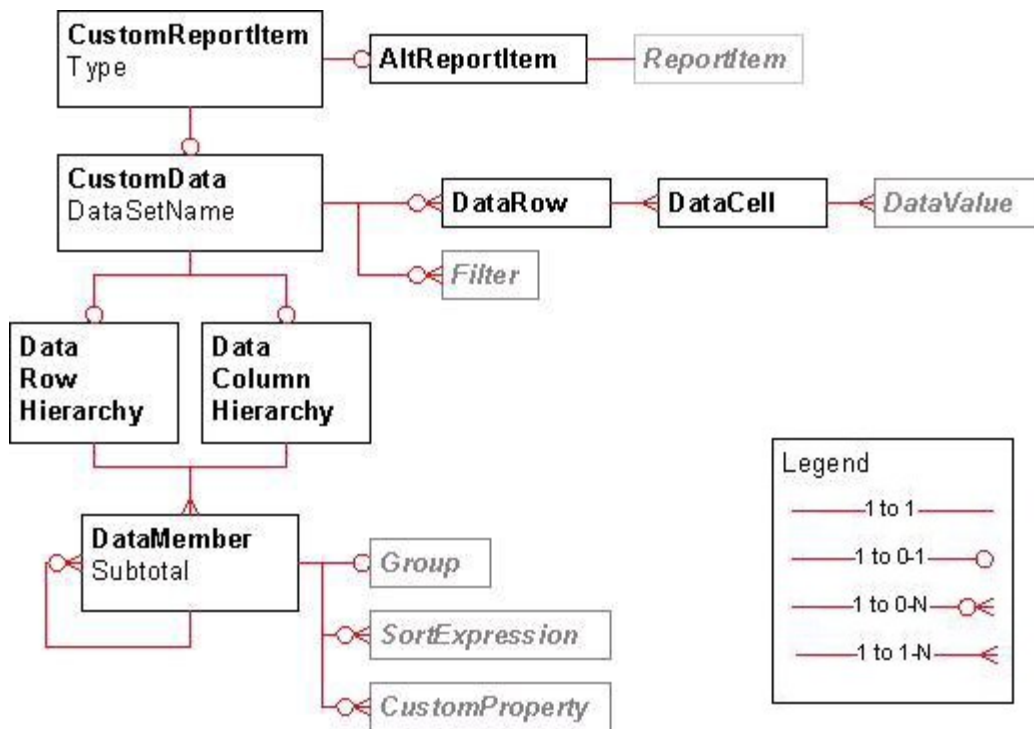 CustomReportItem
Type
AltReportItem
ReportItem
CustomData
DataSetName
DataRow
DataCell
DataValue
Filter
Data
Row
Hierarchy
Data
Column
Hierarchy
DataMember
Subtotal
Group
SortExpression
CustomProperty
Legend
1 to 1
1 to 0-1
1 to 0-N
1 to 1-N